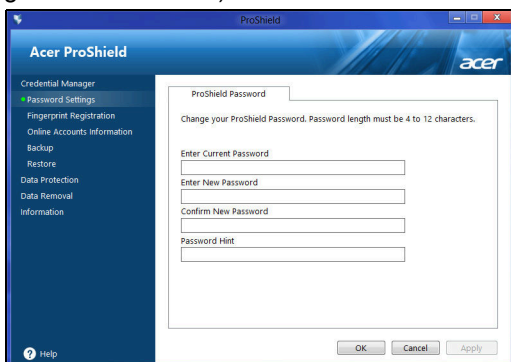 ProShield
Acer ProShield
acer
Credential Manager
Password Settings
Fingerprint Registration
Online Accounts Information
Backup
Restore
Data Protection
Data Removal
Information
Help
ProShield Password
Change your ProShield Password. Password length must be 4 to 12 characters.
Enter Current Password
Enter New Password
Confirm New Password
Password Hint
OK
Cancel
Apply